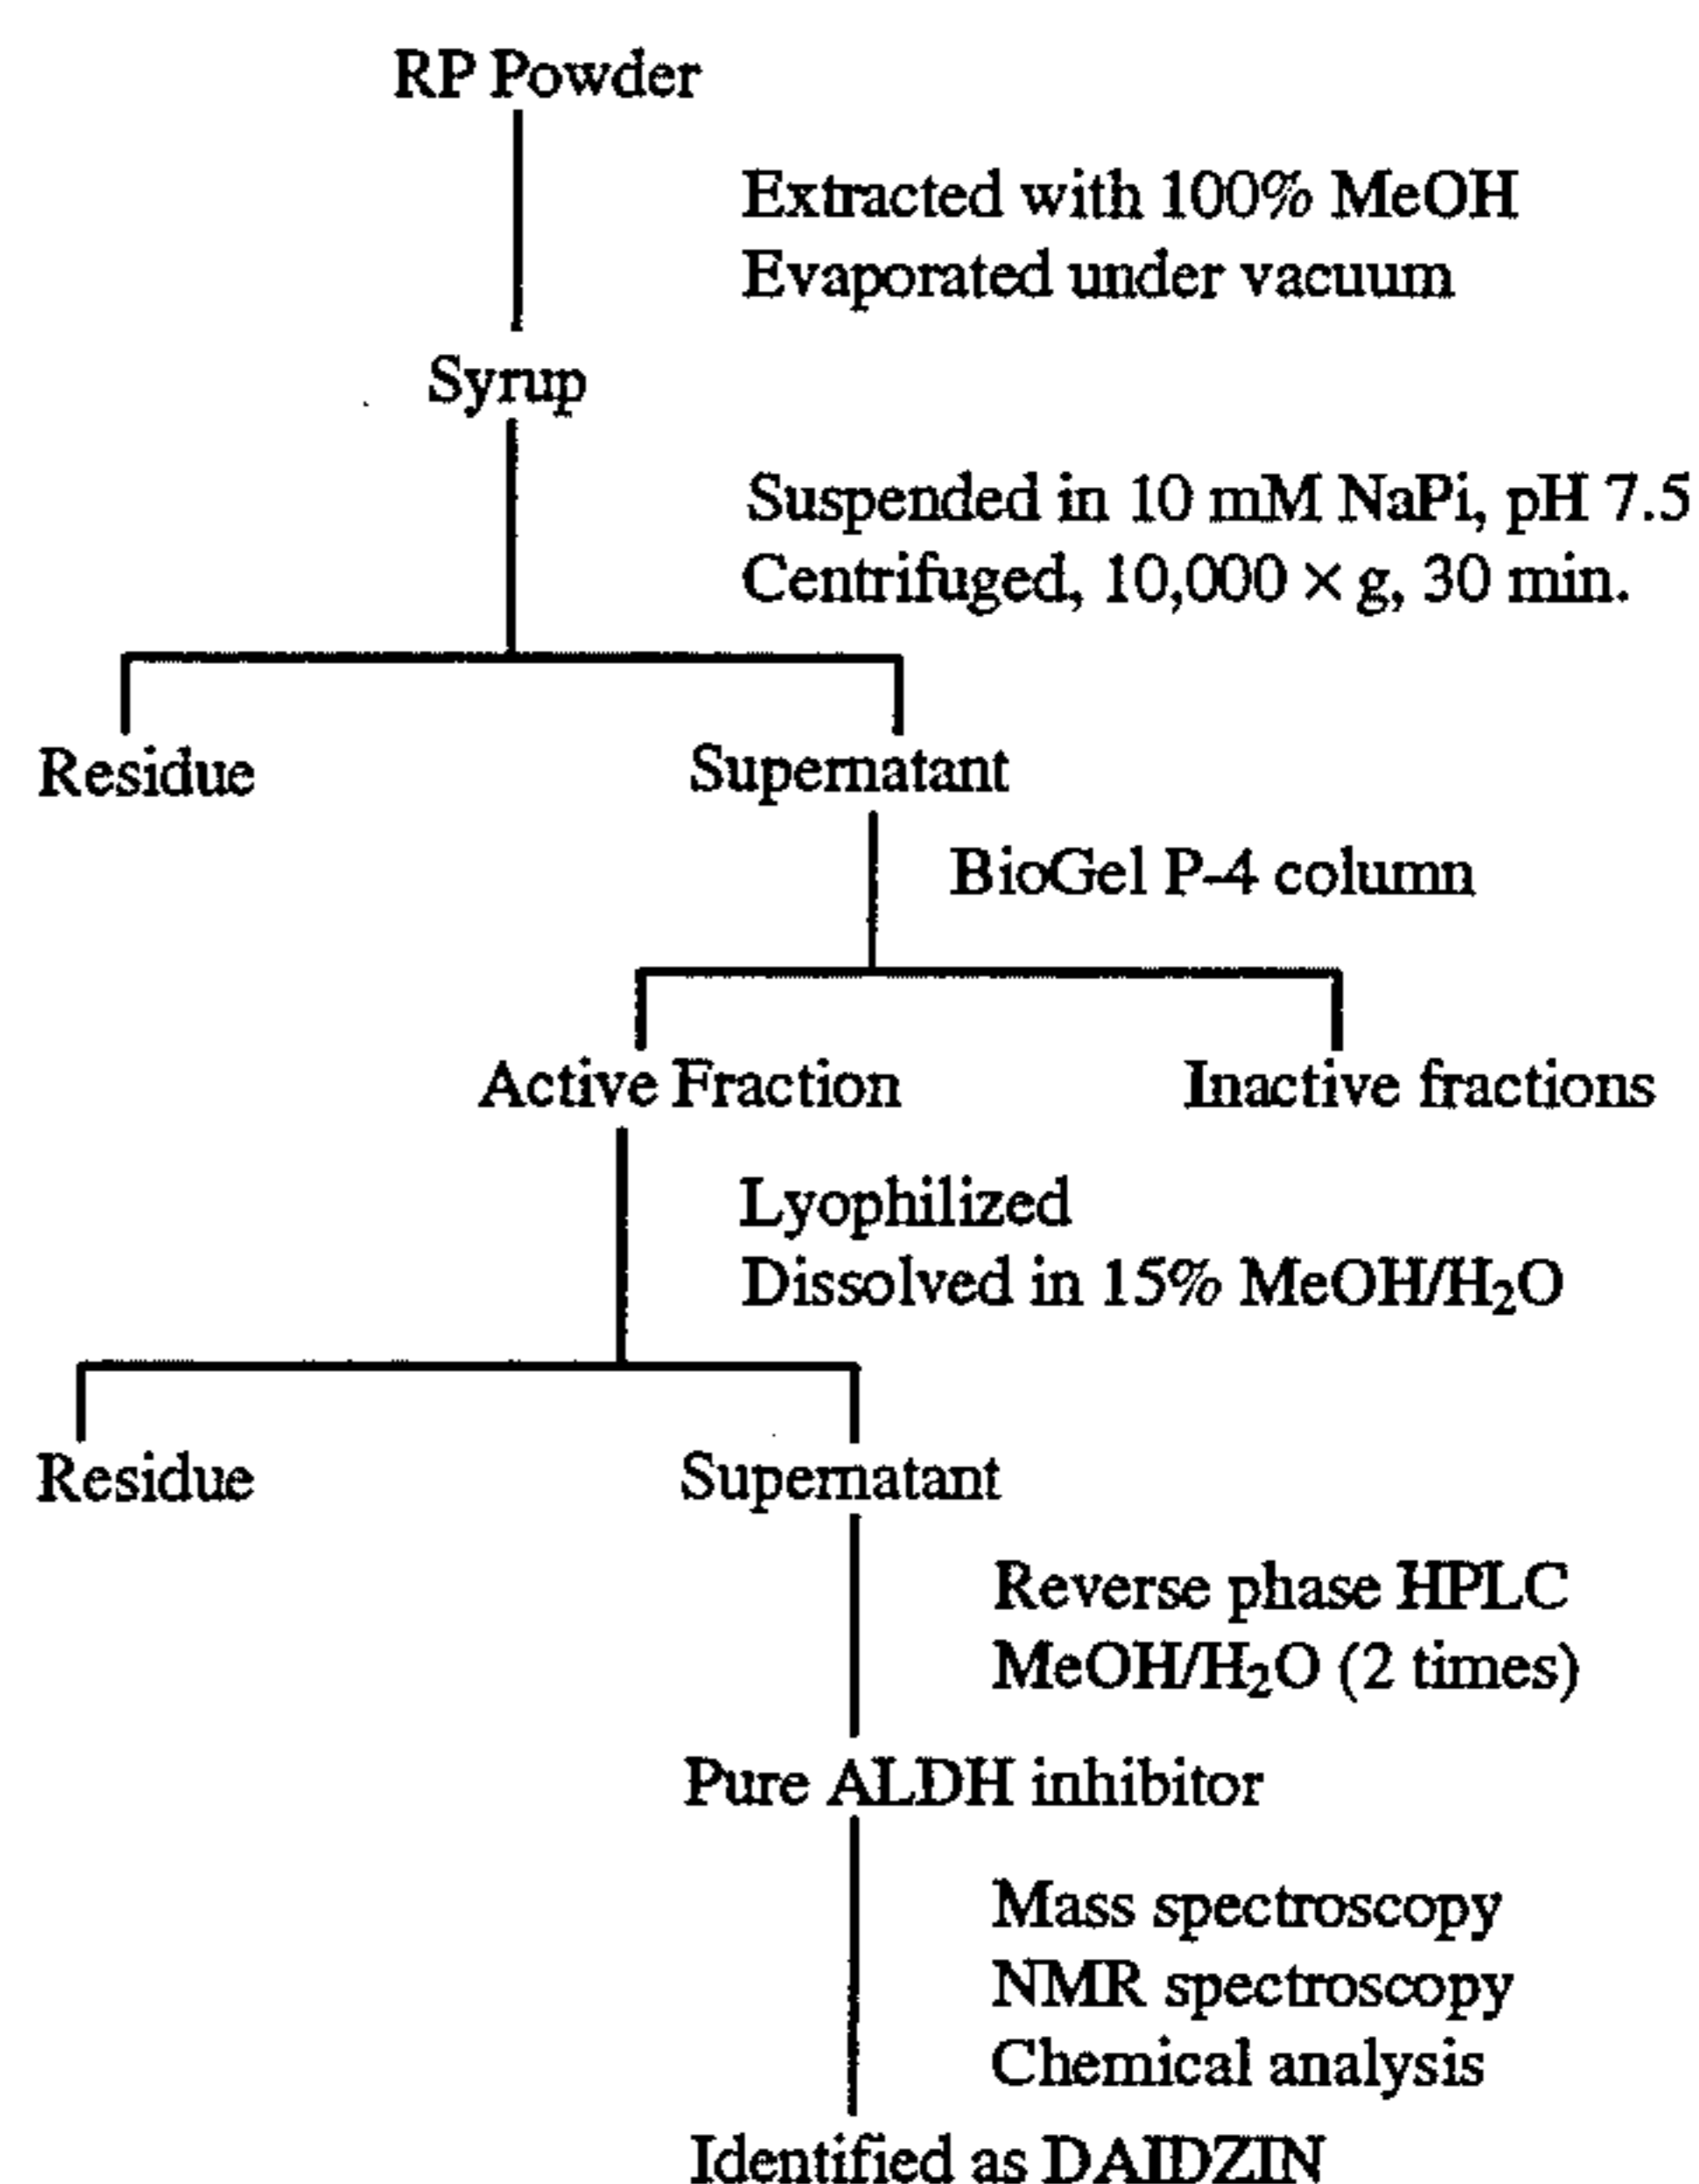 RP Powder
Extracted with 100% MeOH
Evaporated under vacuum
Syrup
Suspended in 10 mM NaPi, pH 7.5
Centrifuged, 10,000 × g, 30 min.
Residue
Supernatant
BioGel P-4 column
Active Fraction
Inactive fractions
Lyophilized
Dissolved in 15% MeOH/H₂O
Residue
Supernatant
Reverse phase HPLC
MeOH/H₂O (2 times)
Pure ALDH inhibitor
Mass spectroscopy
NMR spectroscopy
Chemical analysis
Identified as DAIDZIN